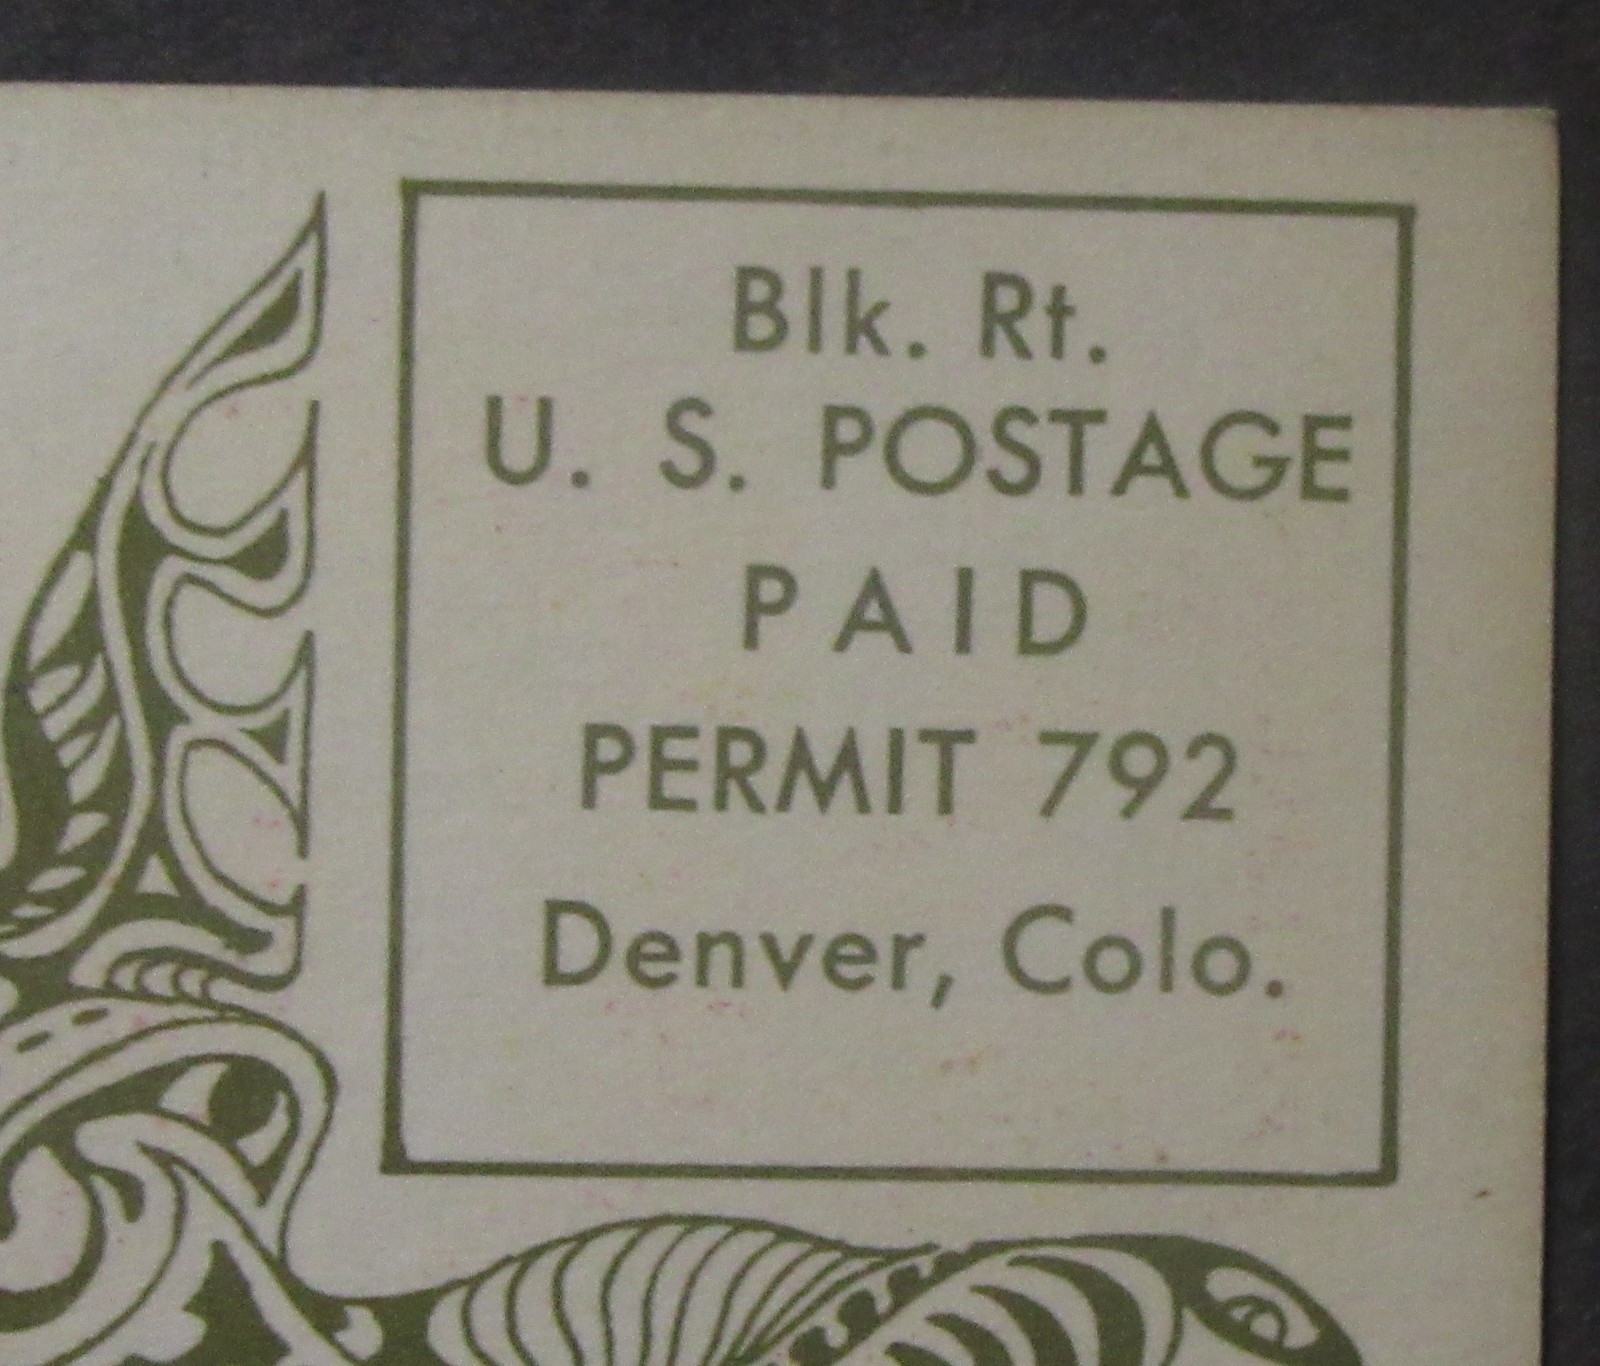 Blk. Rt.
U. S. POSTAGE
PAID
PERMIT 792
Denver, Colo.